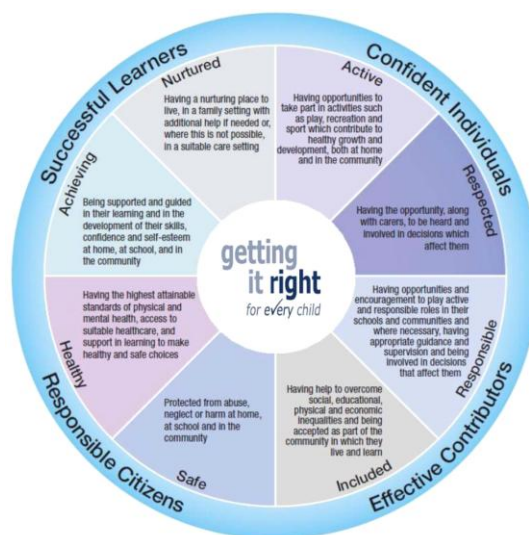 Successful Learners
Confident Individuals
Nurtured
Having a nurturing place to
live, in a family setting with
additional help if needed or,
where this is not possible,
in a suitable care setting
Active
Having opportunities to
take part in activities such
as play, recreation and
sport which contribute to
healthy growth and
development, both at home
and in the community
Achieving
Being supported and guided
in their learning and in the
development of their skills,
confidence and self-esteem
at home, at school, and in
the community
Respected
Having the opportunity, along
with carers, to be heard and
involved in decisions which
affect them
getting
it right
for every child
Healthy
Having the highest attainable
standards of physical and
mental health, access to
suitable healthcare, and
support in learning to make
healthy and safe choices
Responsible
Having opportunities and
encouragement to play active
and responsible roles in their
schools and communities and
where necessary, having
appropriate guidance and
supervision and being
involved in decisions
that affect them
Safe
Protected from abuse,
neglect or harm at home,
at school and in the
community
Included
Having help to overcome
social, educational,
physical and economic
inequalities and being
accepted as part of the
community in which they
live and learn
Responsible Citizens
Effective Contributors